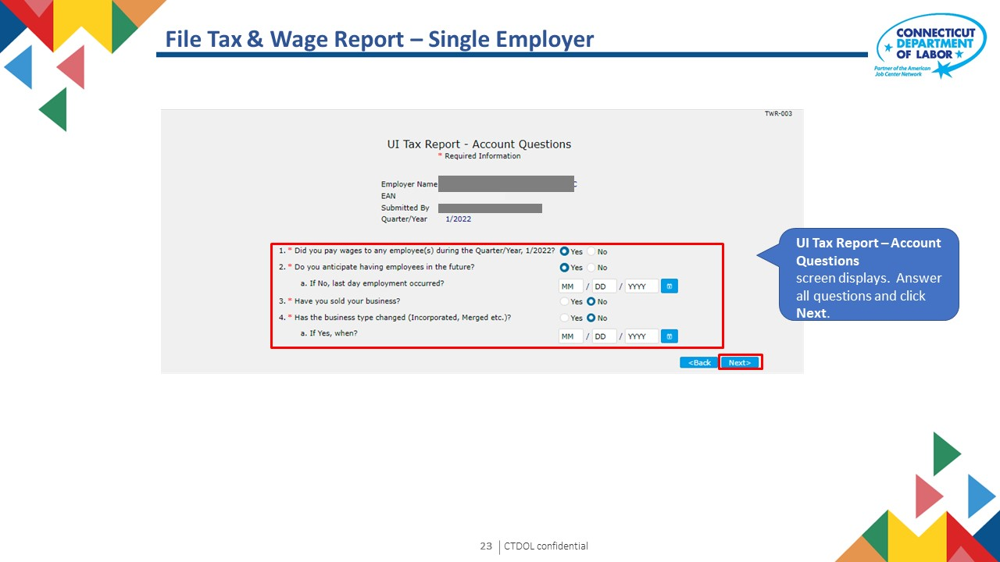 File Tax & Wage Report – Single Employer
CONNECTICUT
DEPARTMENT
OF LABOR
Partner of the American
Job Center Network
TWR-003
UI Tax Report - Account Questions
* Required Information
Employer Name
C
EAN
Submitted By
Quarter/Year 1/2022
1. * Did you pay wages to any employee(s) during the Quarter/Year, 1/2022? Yes No
2. * Do you anticipate having employees in the future? Yes No
a. If No, last day employment occurred? MM / DD / YYYY
3. * Have you sold your business? Yes No
4. * Has the business type changed (Incorporated, Merged etc.)? Yes No
a. If Yes, when? MM / DD / YYYY
<Back Next>
UI Tax Report – Account
Questions
screen displays. Answer
all questions and click
Next.
23 CTDOL confidential